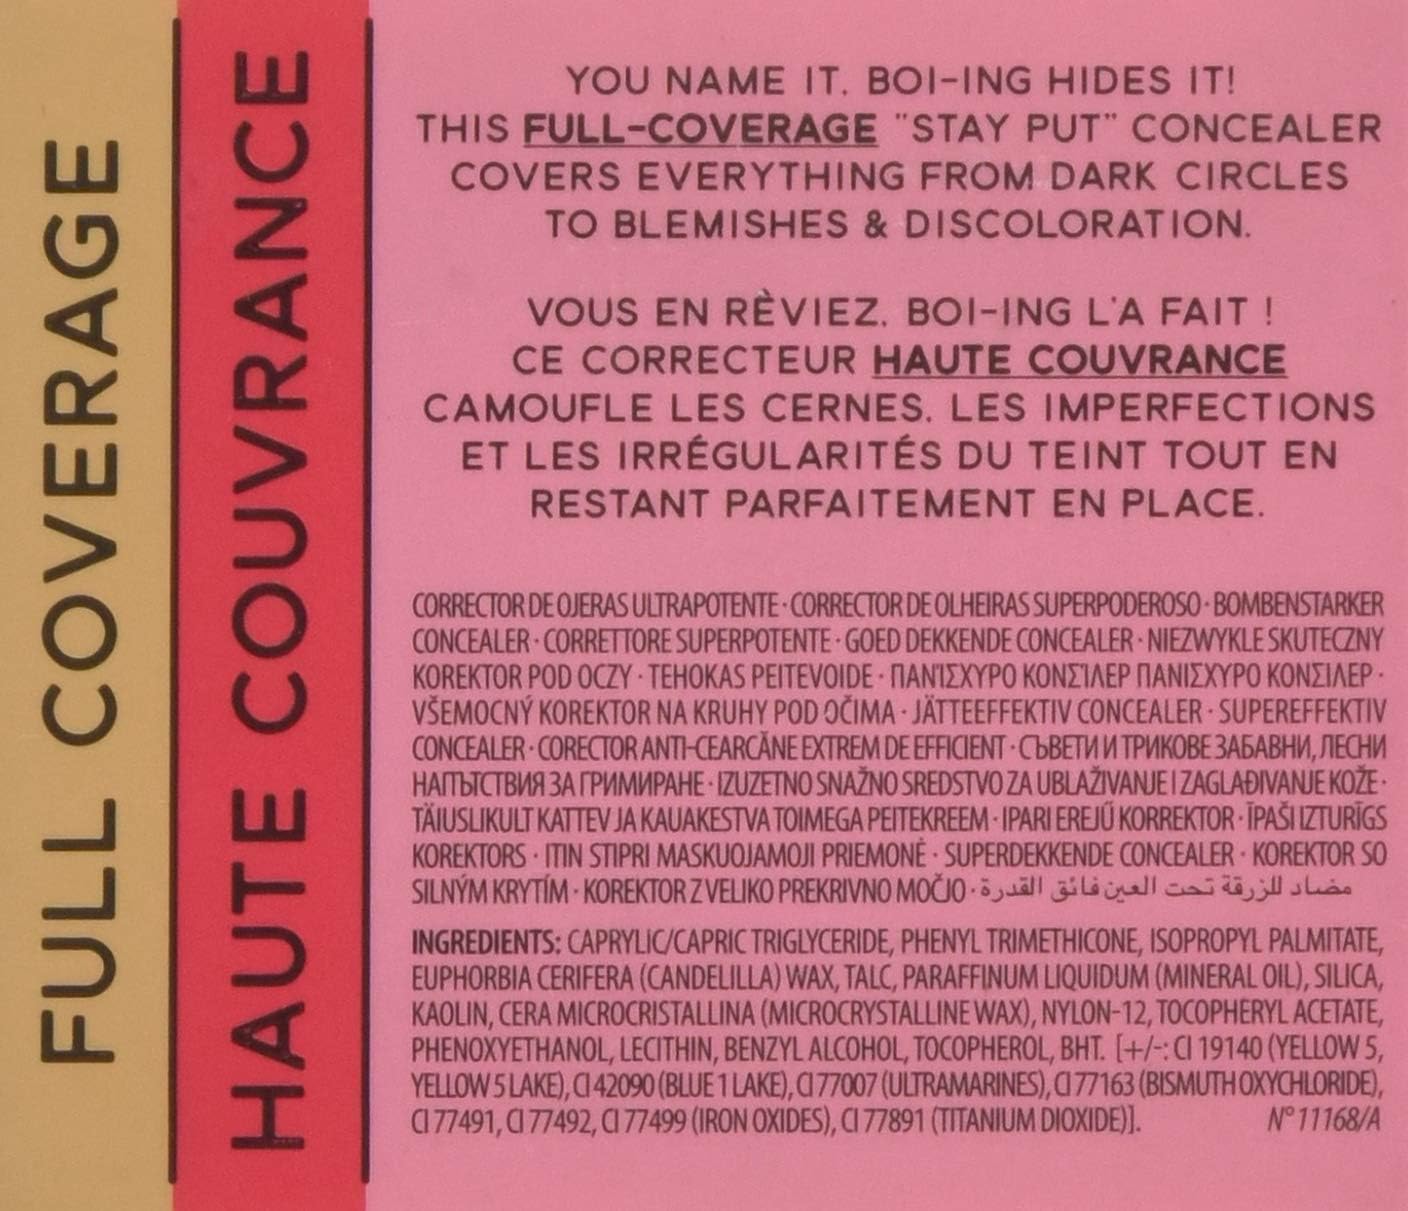 FULL COVERAGE
HAUTE COUVRANCE
YOU NAME IT. BOI-ING HIDES IT!
THIS FULL-COVERAGE "STAY PUT" CONCEALER
COVERS EVERYTHING FROM DARK CIRCLES
TO BLEMISHES & DISCOLORATION.
VOUS EN RÈVIEZ. BOI-ING L'A FAIT !
CE CORRECTEUR HAUTE COUVRANCE
CAMOUFLE LES CERNES. LES IMPERFECTIONS
ET LES IRRÉGULARITÉS DU TEINT TOUT EN
RESTANT PARFAITEMENT EN PLACE.
CORRECTOR DE OJERAS ULTRAPOTENTE · CORRECTOR DE OLHEIRAS SUPERPODEROSO · BOMBENSTARKER
CONCEALER · CORRETTORE SUPERPOTENTE · GOED DEKKENDE CONCEALER · NIEZWYKLE SKUTECZNY
KOREKTOR POD OCZY · TEHOKAS PEITEVOIDE · ΠΑΝΊΣΧΥΡΟ ΚΟΝΣΊΛΕΡ ΠΑΝΙΣΧΥΡΟ ΚΟΝΣΙΛΕΡ ·
VŠEMOCNÝ KOREKTOR NA KRUHY POD OČIMA · JÄTTEEFFEKTIV CONCEALER · SUPEREFFEKTIV
CONCEALER · CORECTOR ANTI-CEARCĂNE EXTREM DE EFFICIENT · СЪВЕТИ И ТРИКОВЕ ЗАБАВНИ, ЛЕСНИ
НАПЪТСТВИЯ ЗА ГРИМИРАНЕ · IZUZETNO SNAŽNO SREDSTVO ZA UBLAŽIVANJE I ZAGLAĐIVANJE KOŽE ·
TÄIUSLIKULT KATTEV JA KAUAKESTVA TOIMEGA PEITEKREEM · IPARI EREJŰ KORREKTOR · ĪPAŠI IZTURĪGS
KOREKTORS · ITIN STIPRI MASKUOJAMOJI PRIEMONĖ · SUPERDEKKENDE CONCEALER · KOREKTOR SO
SILNÝM KRYTÍM · KOREKTOR Z VELIKO PREKRIVNO MOČJO · مضاد للزرقة تحت العين فائق القدرة
INGREDIENTS: CAPRYLIC/CAPRIC TRIGLYCERIDE, PHENYL TRIMETHICONE, ISOPROPYL PALMITATE,
EUPHORBIA CERIFERA (CANDELILLA) WAX, TALC, PARAFFINUM LIQUIDUM (MINERAL OIL), SILICA,
KAOLIN, CERA MICROCRISTALLINA (MICROCRYSTALLINE WAX), NYLON-12, TOCOPHERYL ACETATE,
PHENOXYETHANOL, LECITHIN, BENZYL ALCOHOL, TOCOPHEROL, BHT. [+/-: CI 19140 (YELLOW 5,
YELLOW 5 LAKE), CI 42090 (BLUE 1 LAKE), CI 77007 (ULTRAMARINES), CI 77163 (BISMUTH OXYCHLORIDE),
CI 77491, CI 77492, CI 77499 (IRON OXIDES), CI 77891 (TITANIUM DIOXIDE)]. N° 11168/A